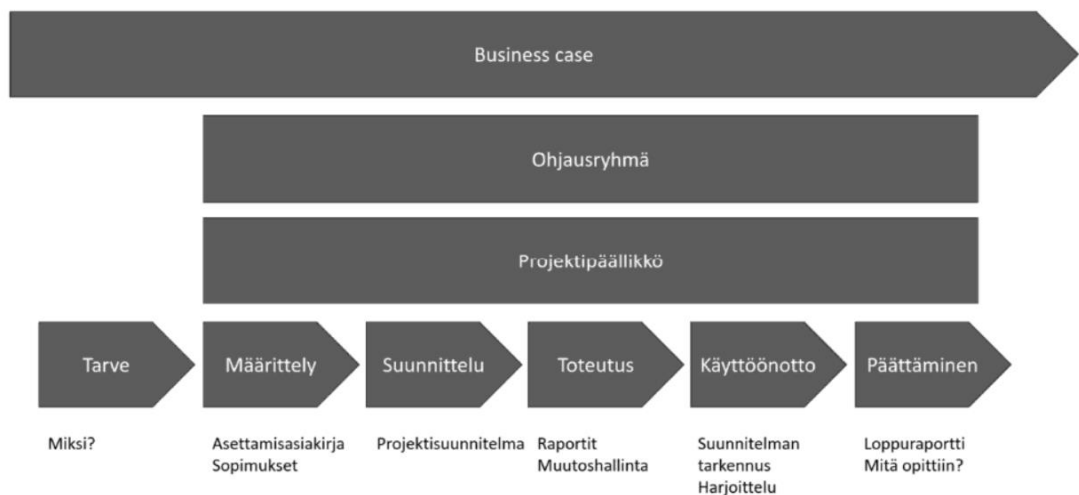 Business case
Ohjausryhmä
Projektipäällikkö
Tarve
Määrittely
Suunnittelu
Toteutus
Käyttöönotto
Päättäminen
Miksi?
Asettamisasiakirja
Sopimukset
Projektisuunnitelma
Raportit
Muutoshallinta
Suunnitelman
tarkennus
Harjoittelu
Loppuraportti
Mitä opittiin?